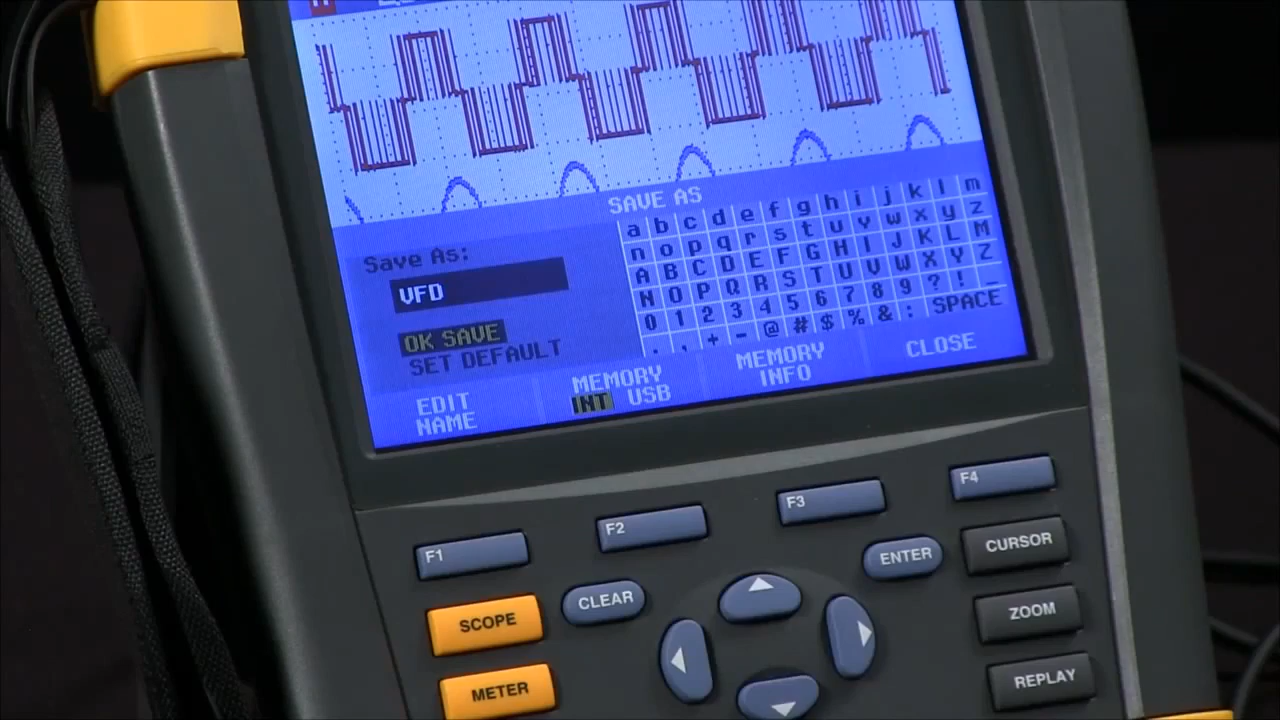 SAVE AS
Save As:
VFD
OK SAVE
SET DEFAULT
a b c d e f g h i j k l m
n o p q r s t u v w x y z
A B C D E F G H I J K L M
N O P Q R S T U V W X Y Z
0 1 2 3 4 5 6 7 8 9 ? ! _
. , + - @ # $ % & : SPACE
EDIT NAME
MEMORY
INT USB
MEMORY INFO
CLOSE
F1
F2
F3
F4
SCOPE
CLEAR
ENTER
CURSOR
ZOOM
METER
REPLAY